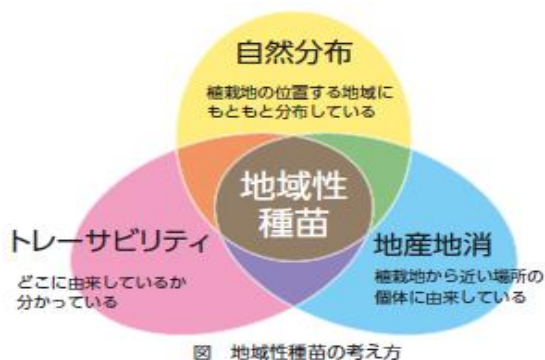 自然分布
植栽地の位置する地域に
もともと分布している
地域性
種苗
トレーサビリティ
どこに由来しているか
分かっている
地産地消
植栽地から近い場所の
個体に由来している
図 地域性種苗の考え方